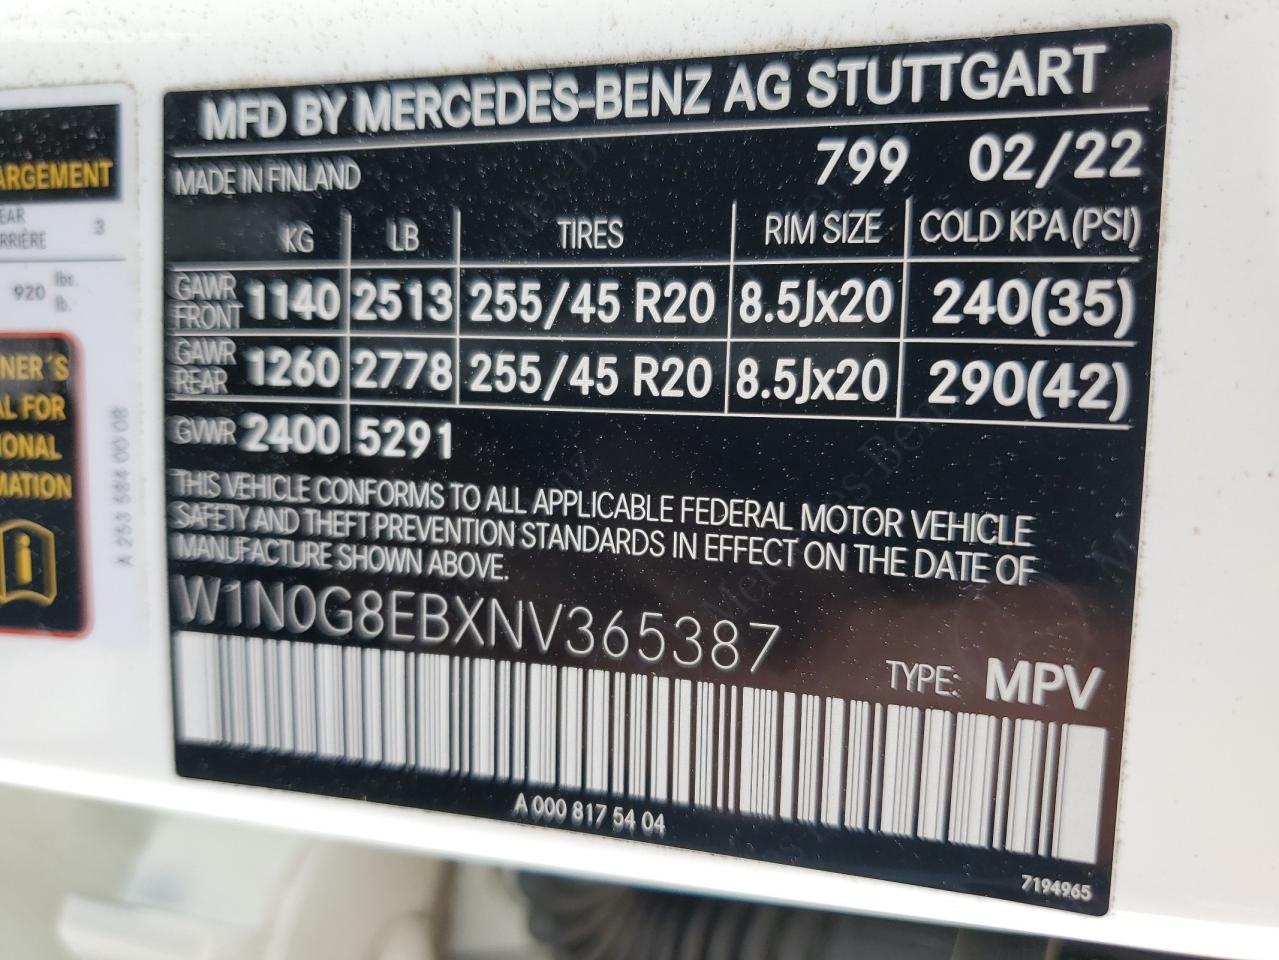 MFD BY MERCEDES-BENZ AG STUTTGART
MADE IN FINLAND 799 02/22
KG LB TIRES RIM SIZE COLD KPA(PSI)
GAWR FRONT 1140 2513 255/45 R20 8.5Jx20 240(35)
GAWR REAR 1260 2778 255/45 R20 8.5Jx20 290(42)
GVWR 2400 5291
THIS VEHICLE CONFORMS TO ALL APPLICABLE FEDERAL MOTOR VEHICLE
SAFETY AND THEFT PREVENTION STANDARDS IN EFFECT ON THE DATE OF
MANUFACTURE SHOWN ABOVE.
W1N0G8EBXNV365387
TYPE: MPV
A 000 817 54 04
7194965
ARGEMENT
EAR
RRIÈRE 3
920 lbs.
lb.
NER'S
AL FOR
IONAL
MATION
A 253 584 00 08